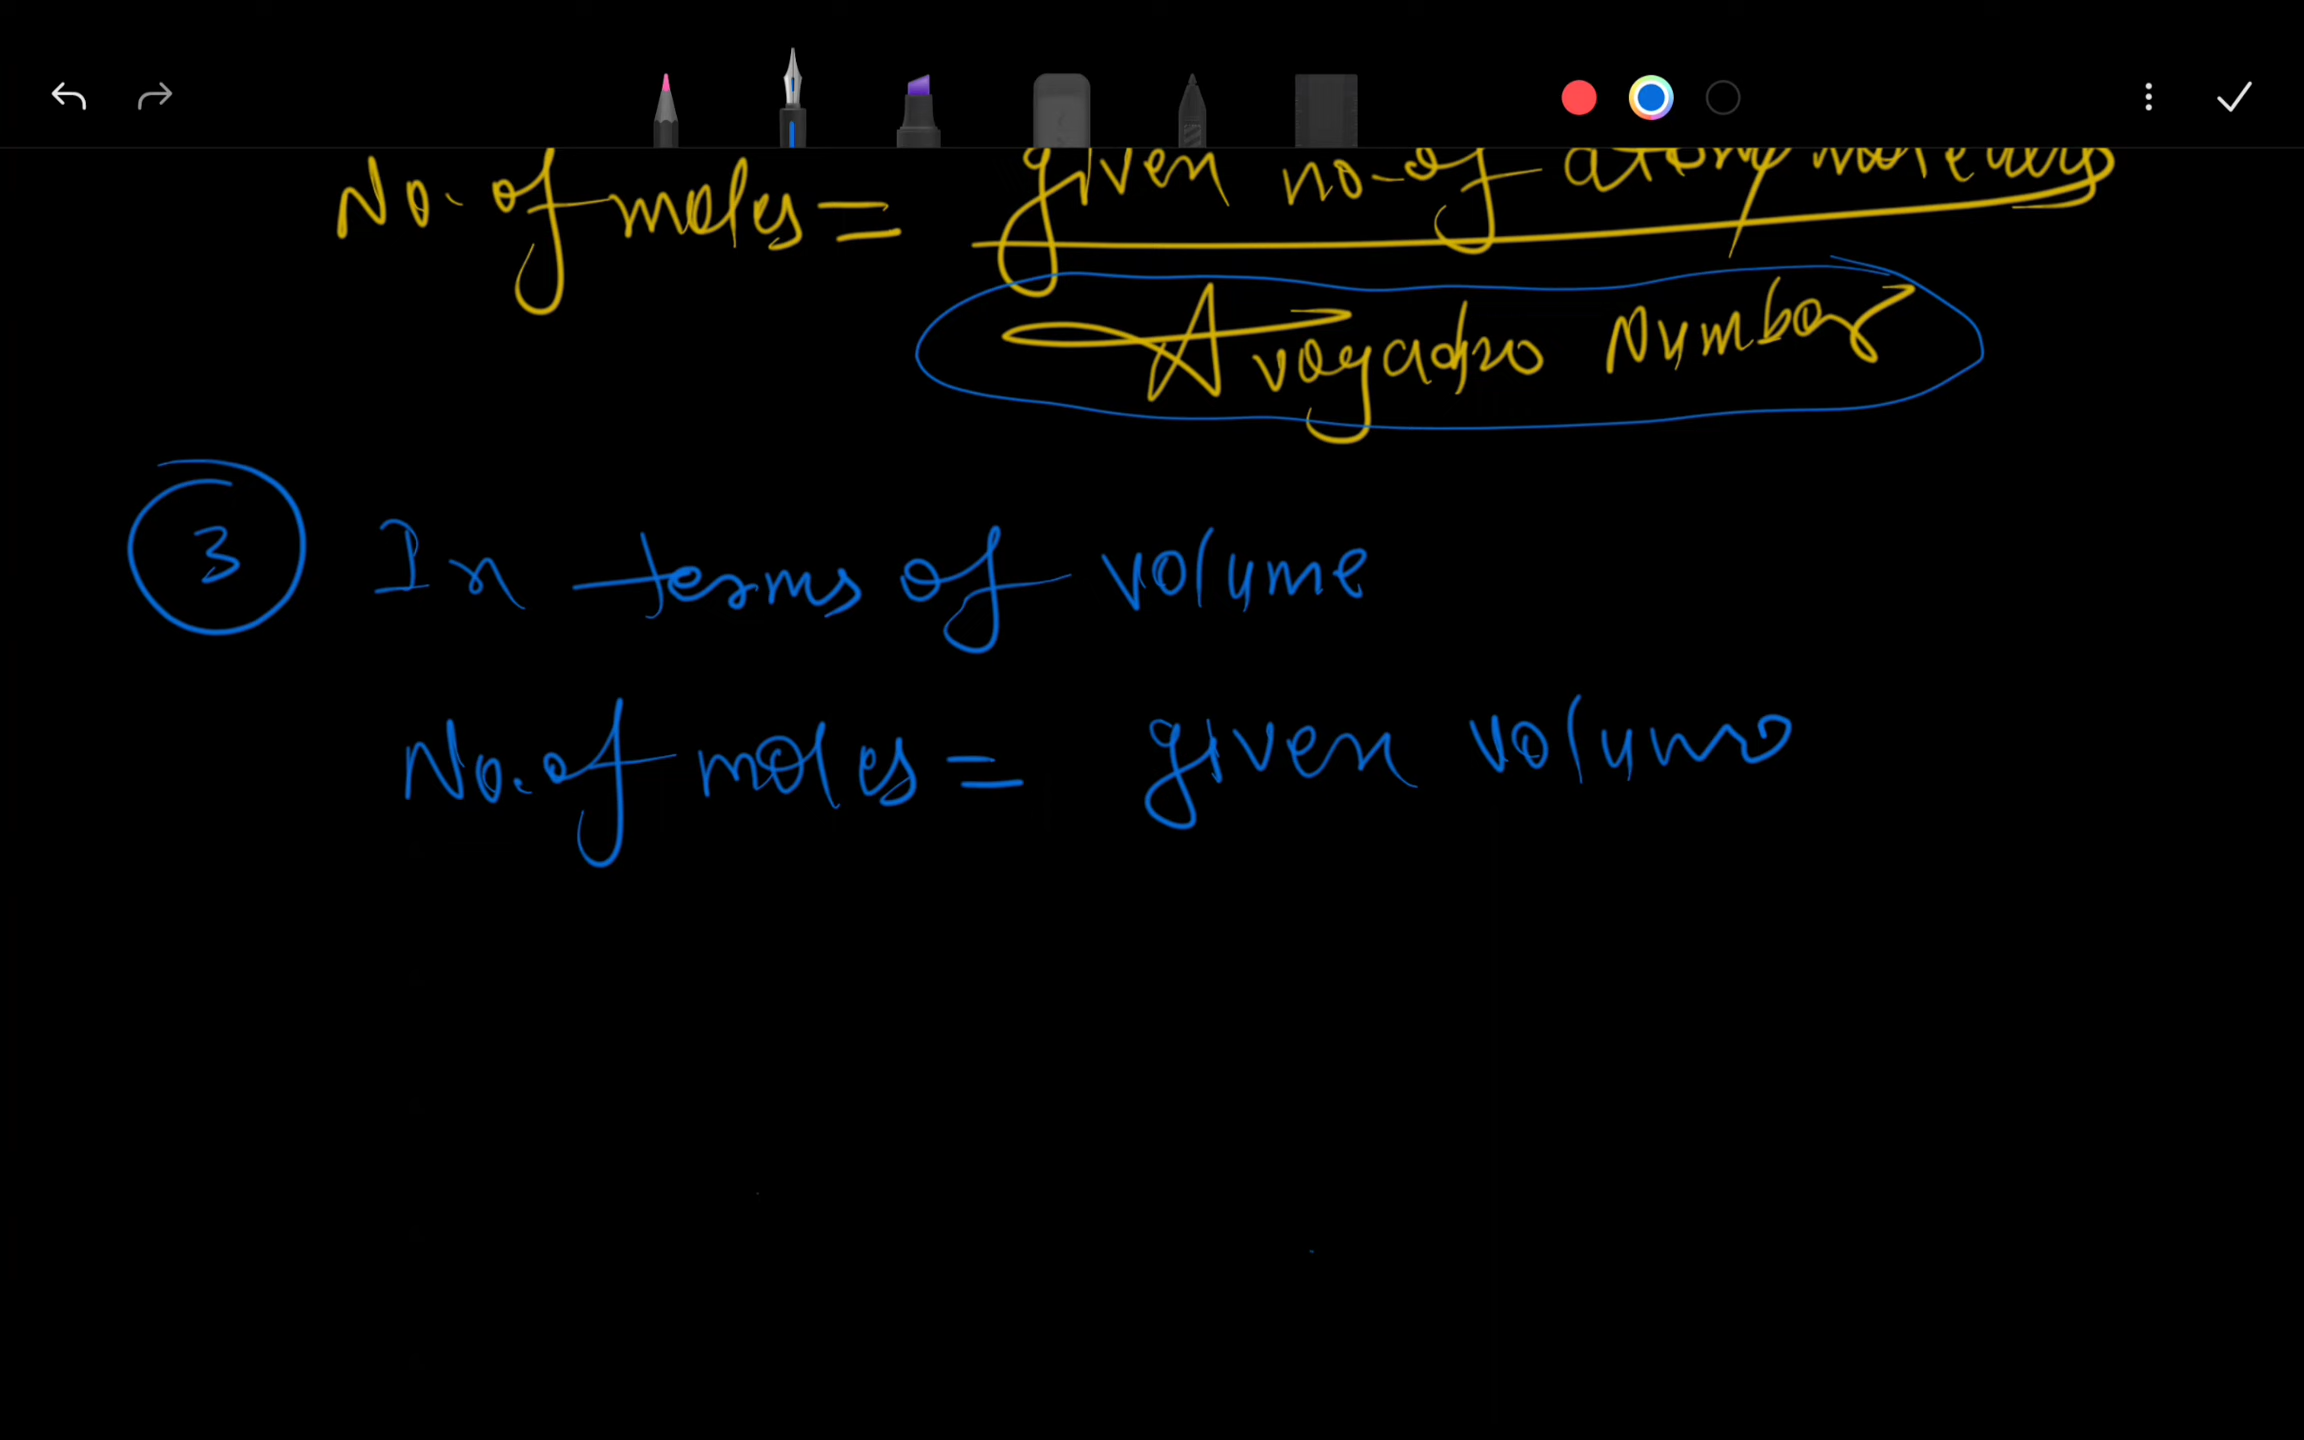 No. of moles = given no. of atoms/molecules
Avogadro Number
3 In terms of volume
No. of moles = given volume